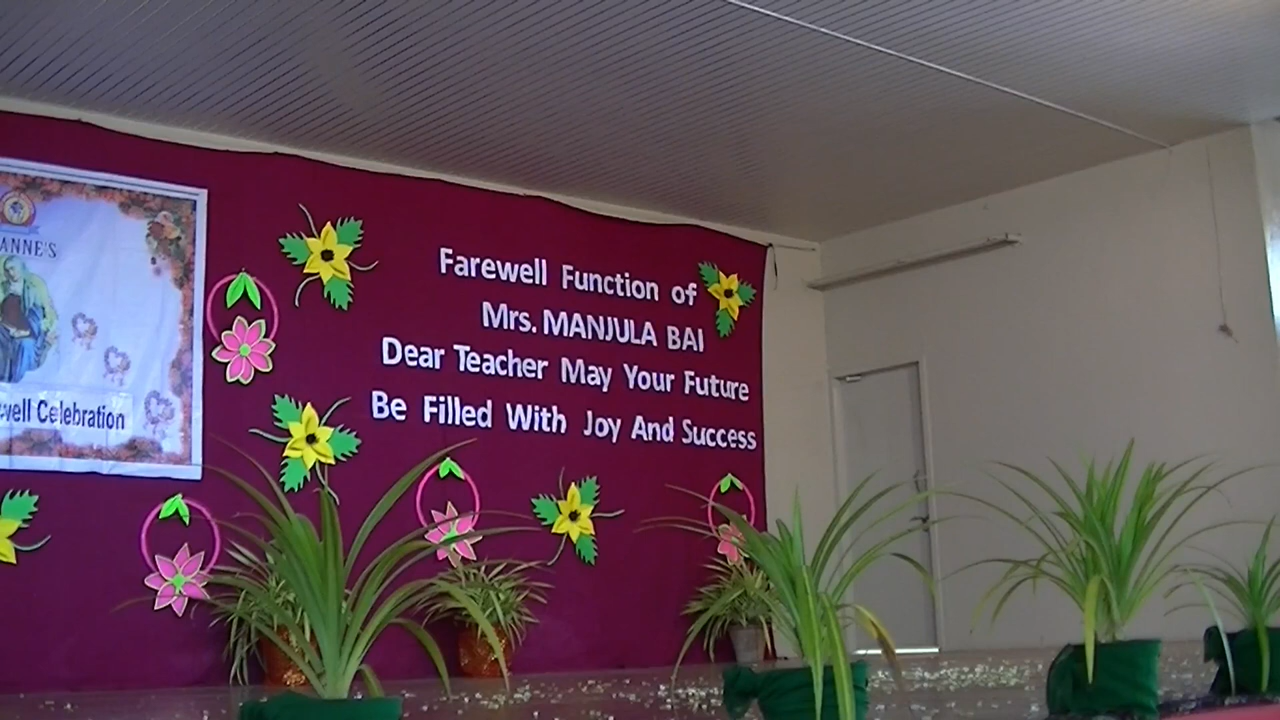 ANNE'S
Celebration
Farewell Function of
Mrs. MANJULA BAI
Dear Teacher May Your Future
Be Filled With Joy And Success